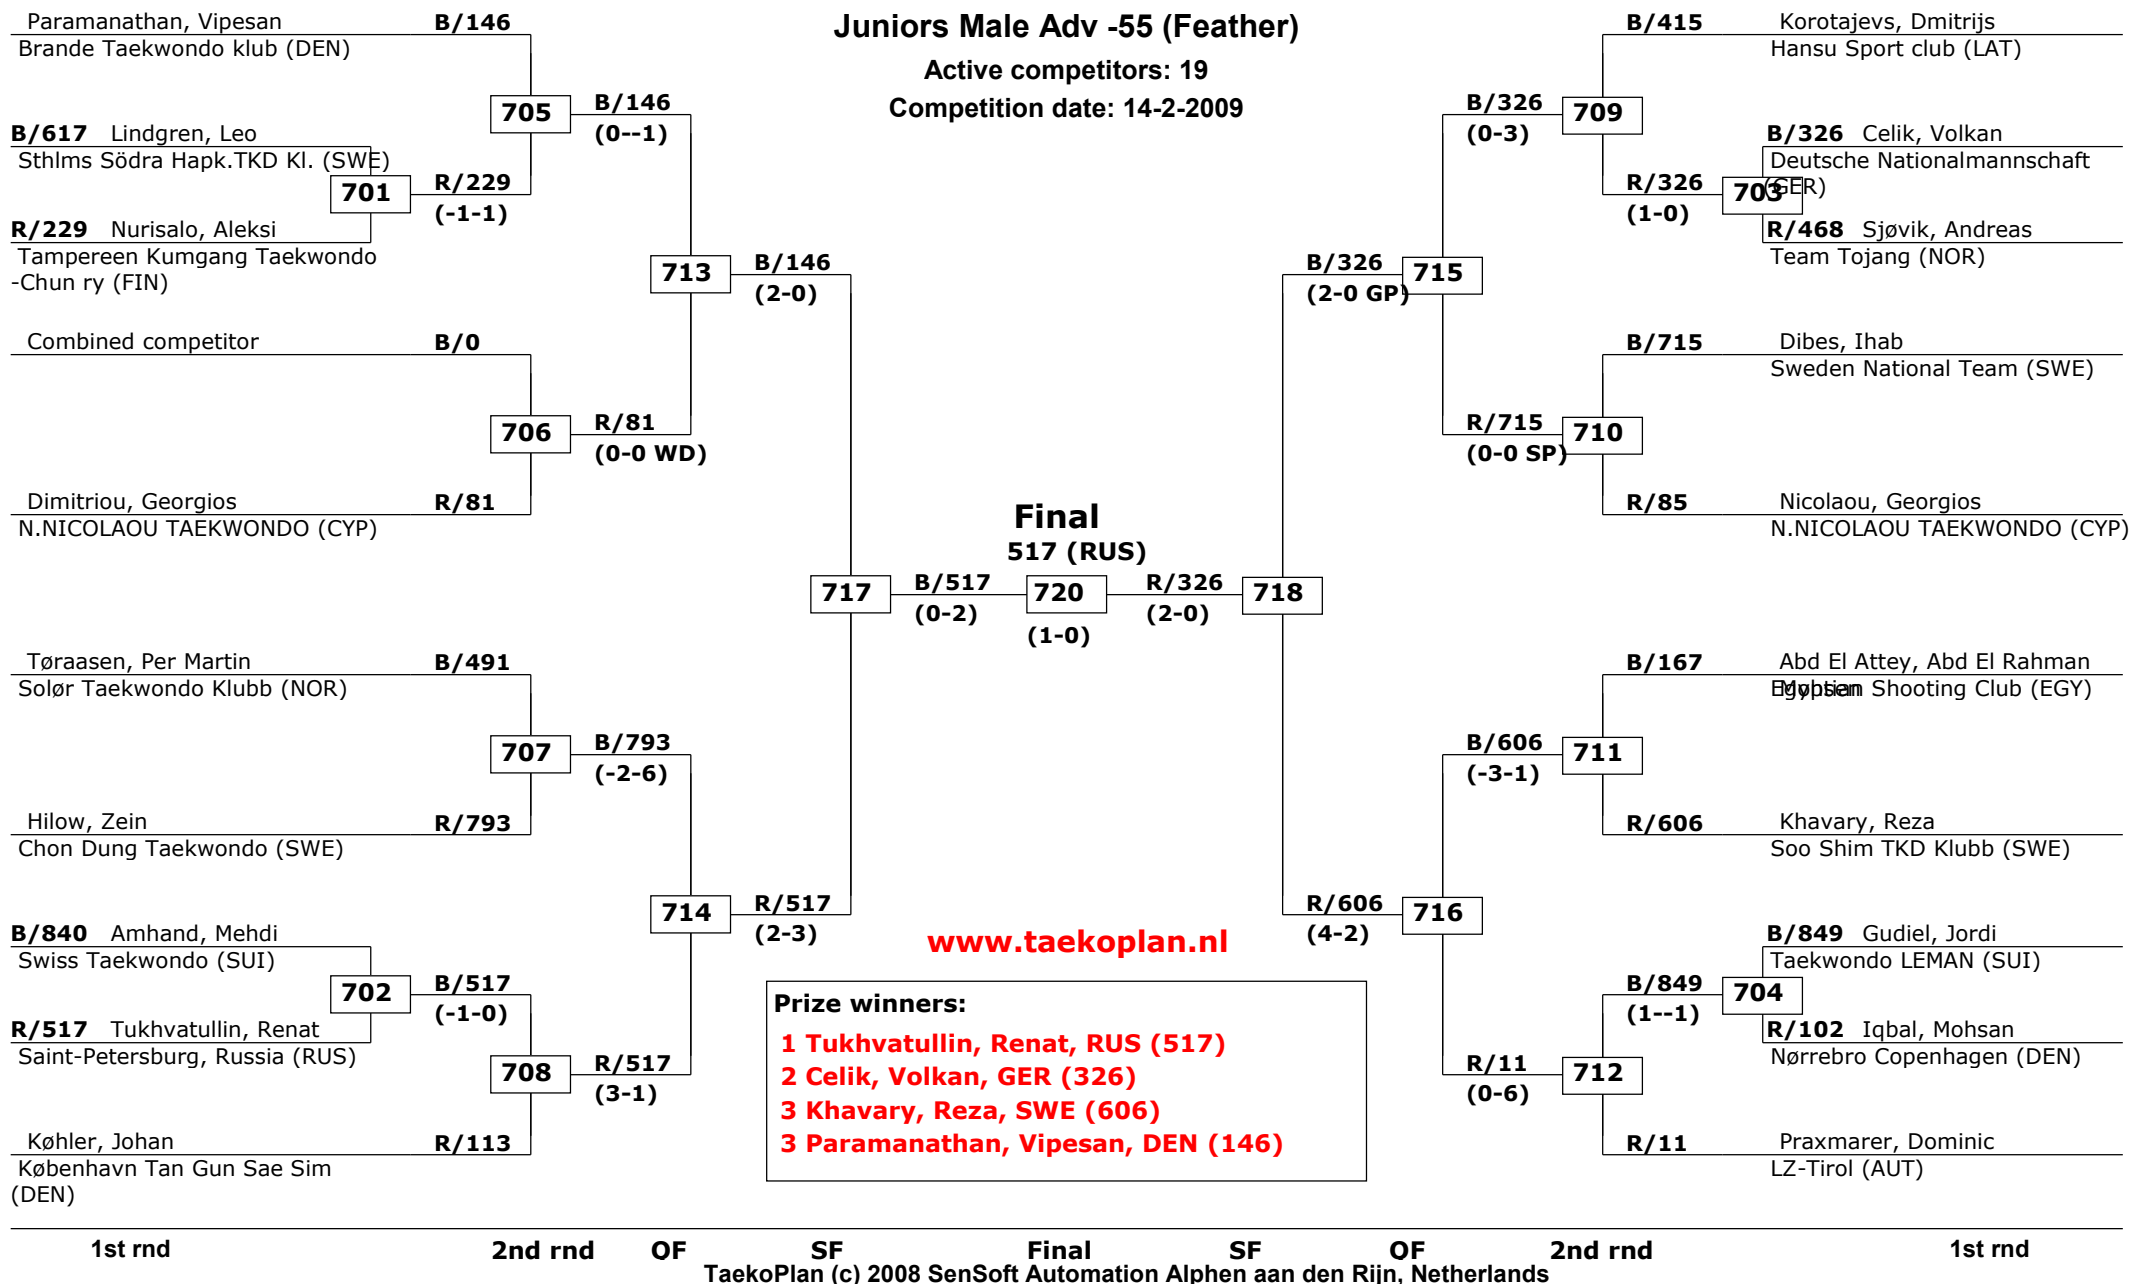 Juniors Male Adv -55 (Feather)
Active competitors: 19
Competition date: 14-2-2009
Paramanathan, Vipesan B/146
Brande Taekwondo klub (DEN)
705
B/146
(0--1)
B/617 Lindgren, Leo
Sthlms Södra Hapk.TKD Kl. (SWE)
701
R/229
(-1-1)
R/229 Nurisalo, Aleksi
Tampereen Kumgang Taekwondo
-Chun ry (FIN)
713
B/146
(2-0)
Combined competitor B/0
706
R/81
(0-0 WD)
Dimitriou, Georgios R/81
N.NICOLAOU TAEKWONDO (CYP)
717
B/517
(0-2)
Tøraasen, Per Martin B/491
Solør Taekwondo Klubb (NOR)
707
B/793
(-2-6)
Hilow, Zein R/793
Chon Dung Taekwondo (SWE)
714
R/517
(2-3)
B/840 Amhand, Mehdi
Swiss Taekwondo (SUI)
702
B/517
(-1-0)
R/517 Tukhvatullin, Renat
Saint-Petersburg, Russia (RUS)
708
R/517
(3-1)
Køhler, Johan R/113
København Tan Gun Sae Sim
(DEN)
Final
517 (RUS)
720
(1-0)
R/326
(2-0)
718
B/415 Korotajevs, Dmitrijs
Hansu Sport club (LAT)
B/326
(0-3)
709
B/326 Celik, Volkan
Deutsche Nationalmannschaft
(GER)
R/326
(1-0)
703
R/468 Sjøvik, Andreas
Team Tojang (NOR)
B/326
(2-0 GP)
715
B/715 Dibes, Ihab
Sweden National Team (SWE)
R/715
(0-0 SP)
710
R/85 Nicolaou, Georgios
N.NICOLAOU TAEKWONDO (CYP)
B/167 Abd El Attey, Abd El Rahman
Mohsen
Egyptian Shooting Club (EGY)
B/606
(-3-1)
711
R/606 Khavary, Reza
Soo Shim TKD Klubb (SWE)
R/606
(4-2)
716
B/849 Gudiel, Jordi
Taekwondo LEMAN (SUI)
B/849
(1--1)
704
R/102 Iqbal, Mohsan
Nørrebro Copenhagen (DEN)
R/11
(0-6)
712
R/11 Praxmarer, Dominic
LZ-Tirol (AUT)
www.taekoplan.nl
Prize winners:
1 Tukhvatullin, Renat, RUS (517)
2 Celik, Volkan, GER (326)
3 Khavary, Reza, SWE (606)
3 Paramanathan, Vipesan, DEN (146)
1st rnd 2nd rnd QF SF Final SF QF 2nd rnd 1st rnd
TaekoPlan (c) 2008 SenSoft Automation Alphen aan den Rijn, Netherlands